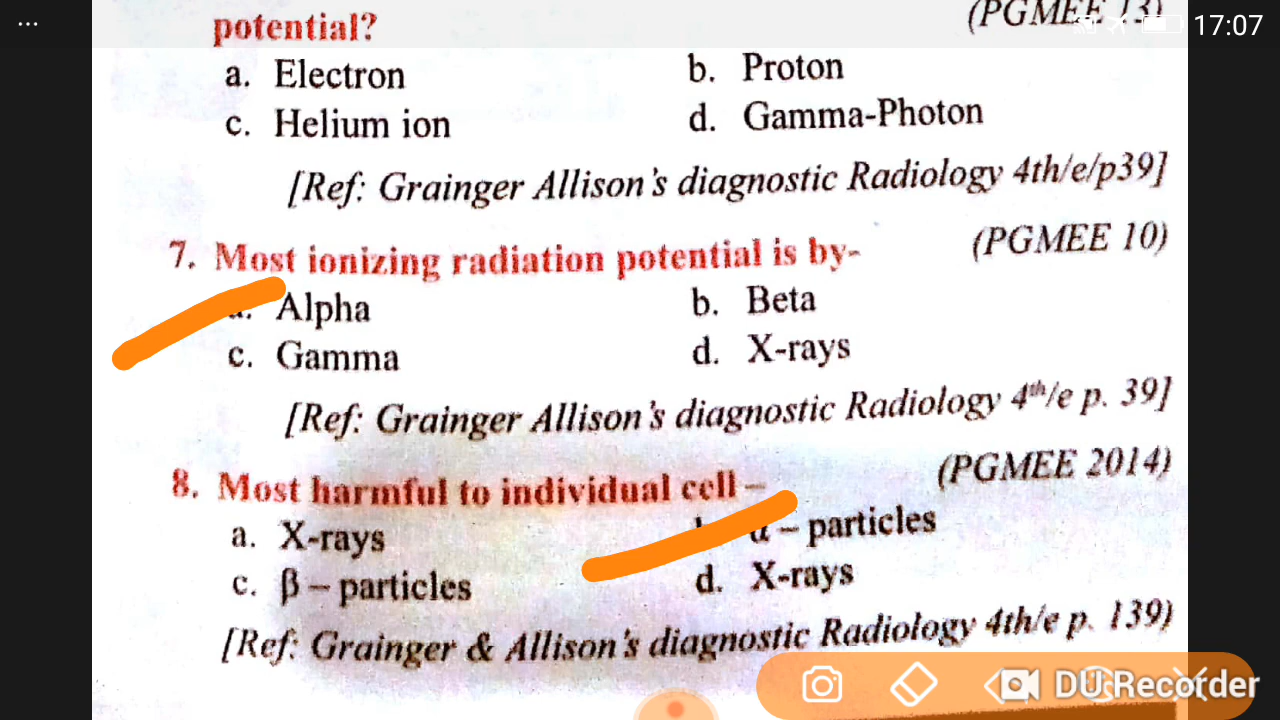 17:07
potential? (PGMEE 13)
a. Electron b. Proton
c. Helium ion d. Gamma-Photon
[Ref: Grainger Allison's diagnostic Radiology 4th/e/p39]
7. Most ionizing radiation potential is by- (PGMEE 10)
a. Alpha b. Beta
c. Gamma d. X-rays
[Ref: Grainger Allison's diagnostic Radiology 4th/e p. 39]
8. Most harmful to individual cell – (PGMEE 2014)
a. X-rays α – particles
c. β – particles d. X-rays
[Ref: Grainger & Allison's diagnostic Radiology 4th/e p. 139)
DU Recorder